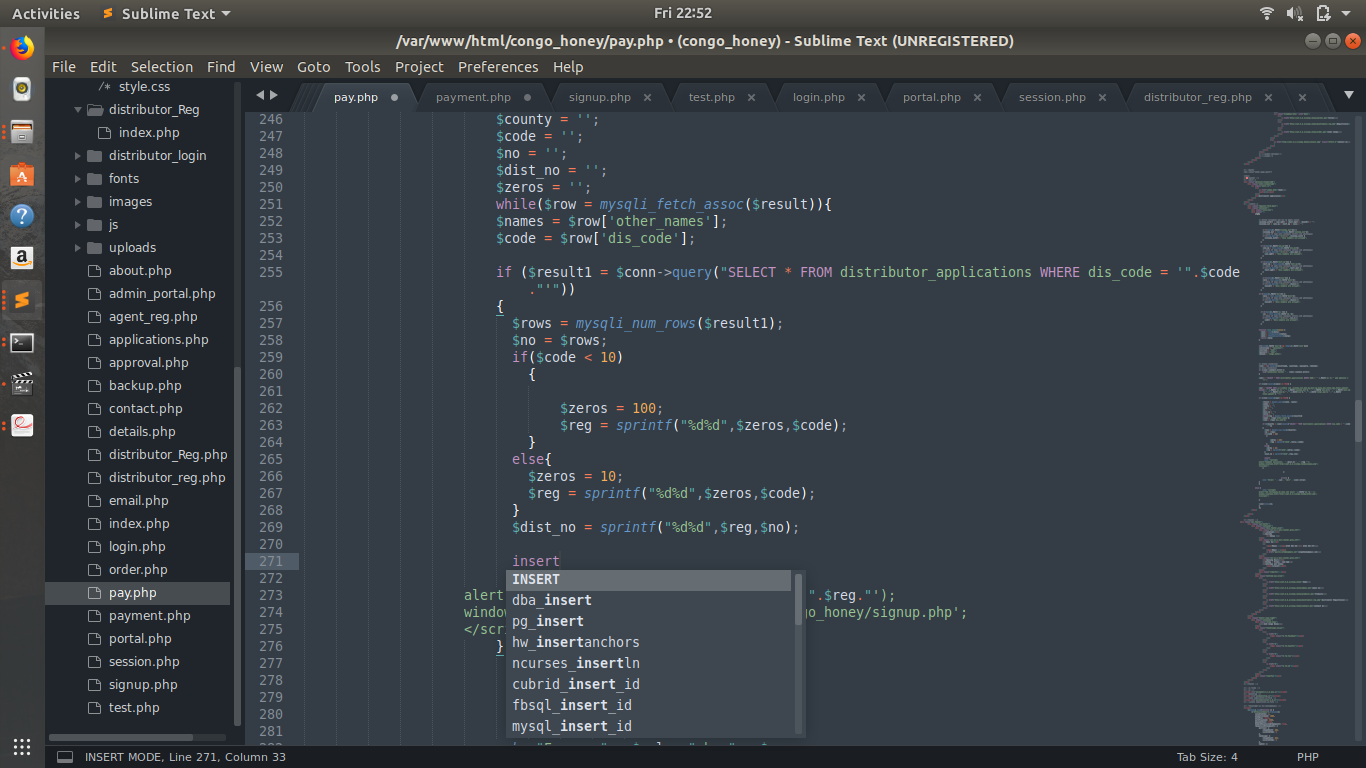 Activities
Sublime Text
Fri 22:52
/var/www/html/congo_honey/pay.php • (congo_honey) - Sublime Text (UNREGISTERED)
File Edit Selection Find View Goto Tools Project Preferences Help
/* style.css
distributor_Reg
index.php
distributor_login
fonts
images
js
uploads
about.php
admin_portal.php
agent_reg.php
applications.php
approval.php
backup.php
contact.php
details.php
distributor_Reg.php
distributor_reg.php
email.php
index.php
login.php
order.php
pay.php
payment.php
portal.php
session.php
signup.php
test.php
pay.php payment.php signup.php test.php login.php portal.php session.php distributor_reg.php
246 $county = '';
247 $code = '';
248 $no = '';
249 $dist_no = '';
250 $zeros = '';
251 while($row = mysqli_fetch_assoc($result)){
252 $names = $row['other_names'];
253 $code = $row['dis_code'];
254
255 if ($result1 = $conn->query("SELECT * FROM distributor_applications WHERE dis_code = '".$code
."'"))
256 {
257 $rows = mysqli_num_rows($result1);
258 $no = $rows;
259 if($code < 10)
260 {
261
262 $zeros = 100;
263 $reg = sprintf("%d%d",$zeros,$code);
264 }
265 else{
266 $zeros = 10;
267 $reg = sprintf("%d%d",$zeros,$code);
268 }
269 $dist_no = sprintf("%d%d",$reg,$no);
270
271 insert
272
273 alert ".$reg."');
274 window go_honey/signup.php';
275 </scri
276 }
277
278
279
280
281
INSERT
dba_insert
pg_insert
hw_insertanchors
ncurses_insertln
cubrid_insert_id
fbsql_insert_id
mysql_insert_id
INSERT MODE, Line 271, Column 33
Tab Size: 4
PHP